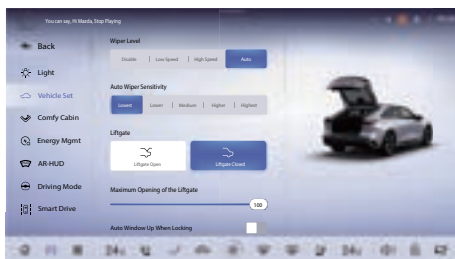 You can say, Hi Mazda, Stop Playing
Back
Light
Vehicle Set
Comfy Cabin
Energy Mgmt
AR-HUD
Driving Mode
Smart Drive
Wiper Level
Disable | Low Speed | High Speed Auto
Auto Wiper Sensitivity
Lowest Lower | Medium | Higher | Highest
Liftgate
Liftgate Open Liftgate Closed
Maximum Opening of the Liftgate
100
Auto Window Up When Locking